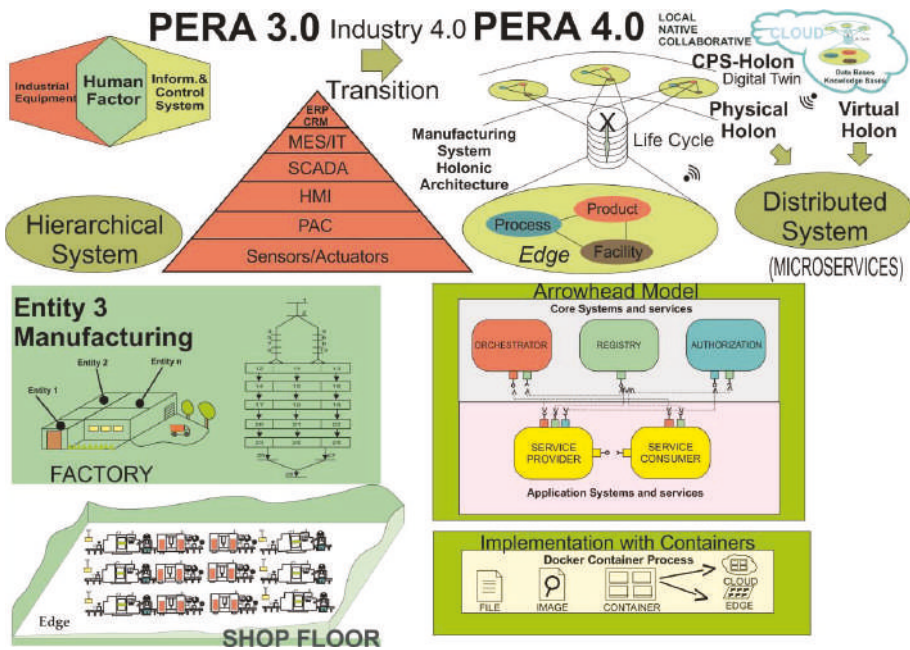 PERA 3.0
Industry 4.0
PERA 4.0
LOCAL
NATIVE
COLLABORATIVE
CLOUD
Data Bases
Knowledge Bases
Industrial
Equipment
Human
Factor
Inform.&
Control
System
Transition
CPS-Holon
Digital Twin
Physical
Holon
Virtual
Holon
ERP
CRM
MES/IT
SCADA
HMI
PAC
Sensors/Actuators
Manufacturing
System
Holonic
Architecture
X
Life Cycle
Process
Product
Facility
Edge
Hierarchical
System
Distributed
System
(MICROSERVICES)
Entity 3
Manufacturing
Entity 1
Entity 2
Entity n
FACTORY
Edge
SHOP FLOOR
Arrowhead Model
Core Systems and services
ORCHESTRATOR
REGISTRY
AUTHORIZATION
SERVICE
PROVIDER
SERVICE
CONSUMER
Application Systems and services
Implementation with Containers
Docker Container Process
FILE
IMAGE
CONTAINER
CLOUD
EDGE